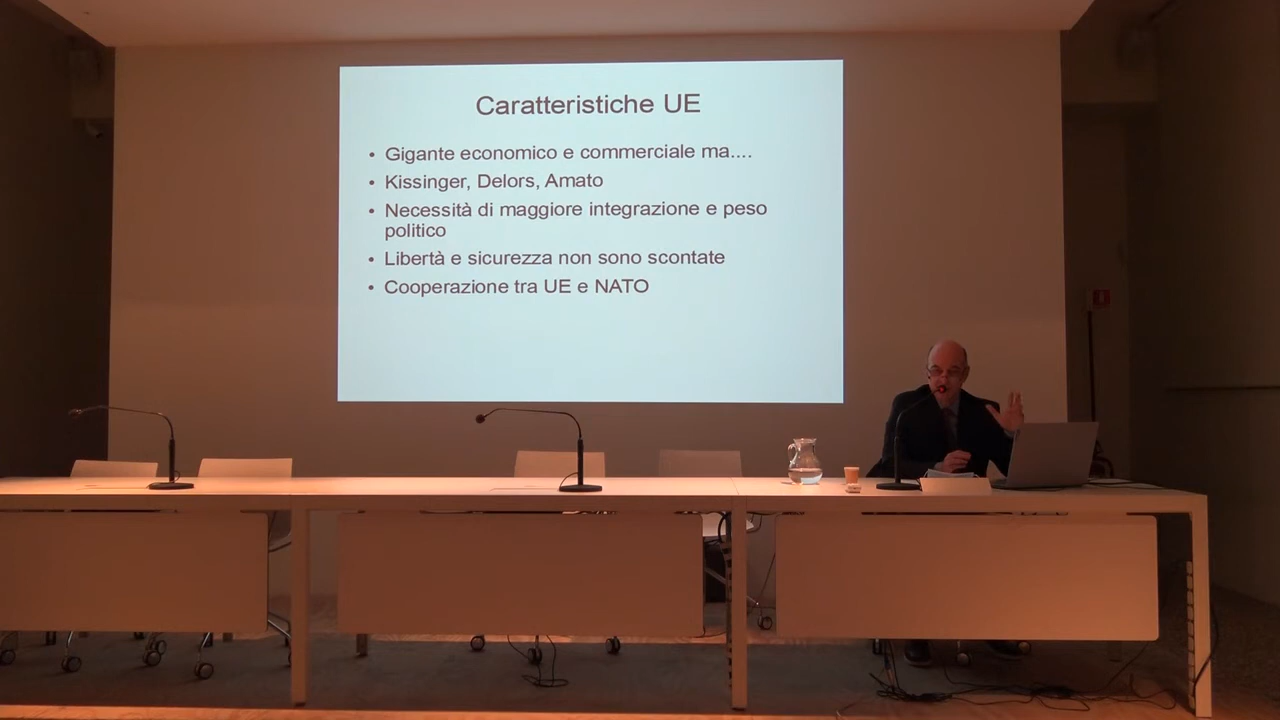 Caratteristiche UE
• Gigante economico e commerciale ma....
• Kissinger, Delors, Amato
• Necessità di maggiore integrazione e peso
politico
• Libertà e sicurezza non sono scontate
• Cooperazione tra UE e NATO